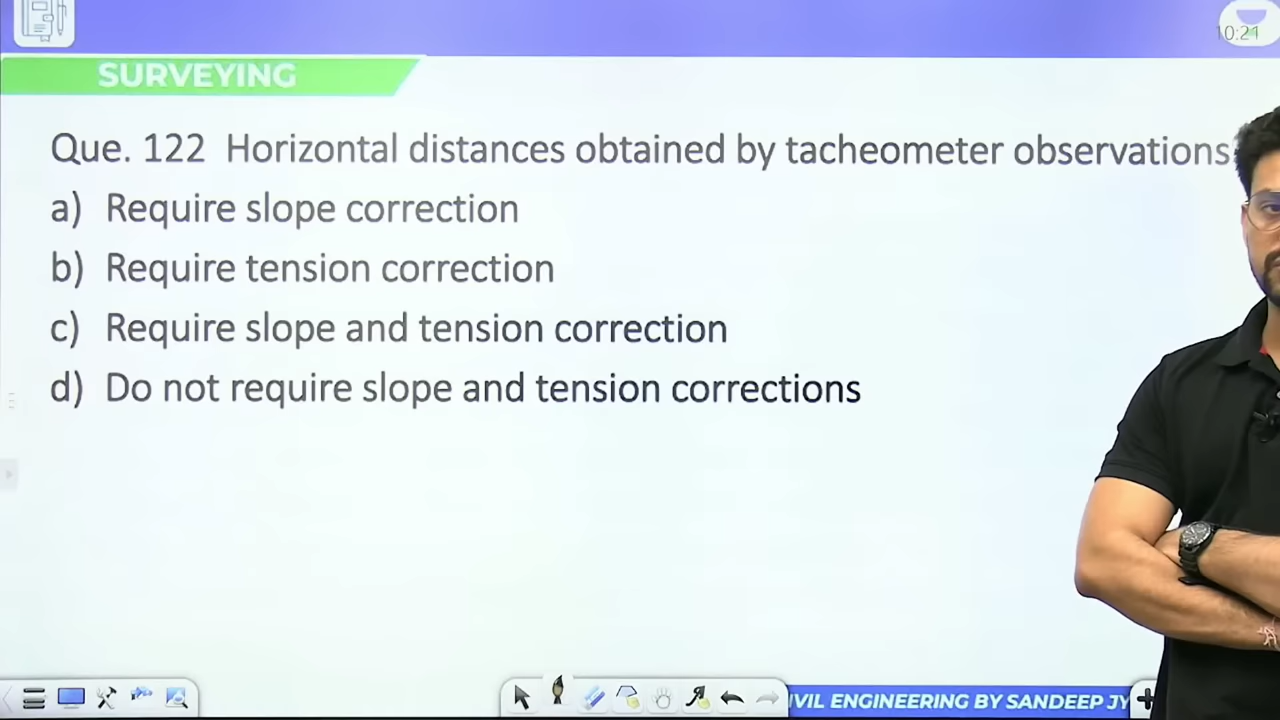 10:21
SURVEYING
Que. 122 Horizontal distances obtained by tacheometer observations
a) Require slope correction
b) Require tension correction
c) Require slope and tension correction
d) Do not require slope and tension corrections
IVIL ENGINEERING BY SANDEEP JY